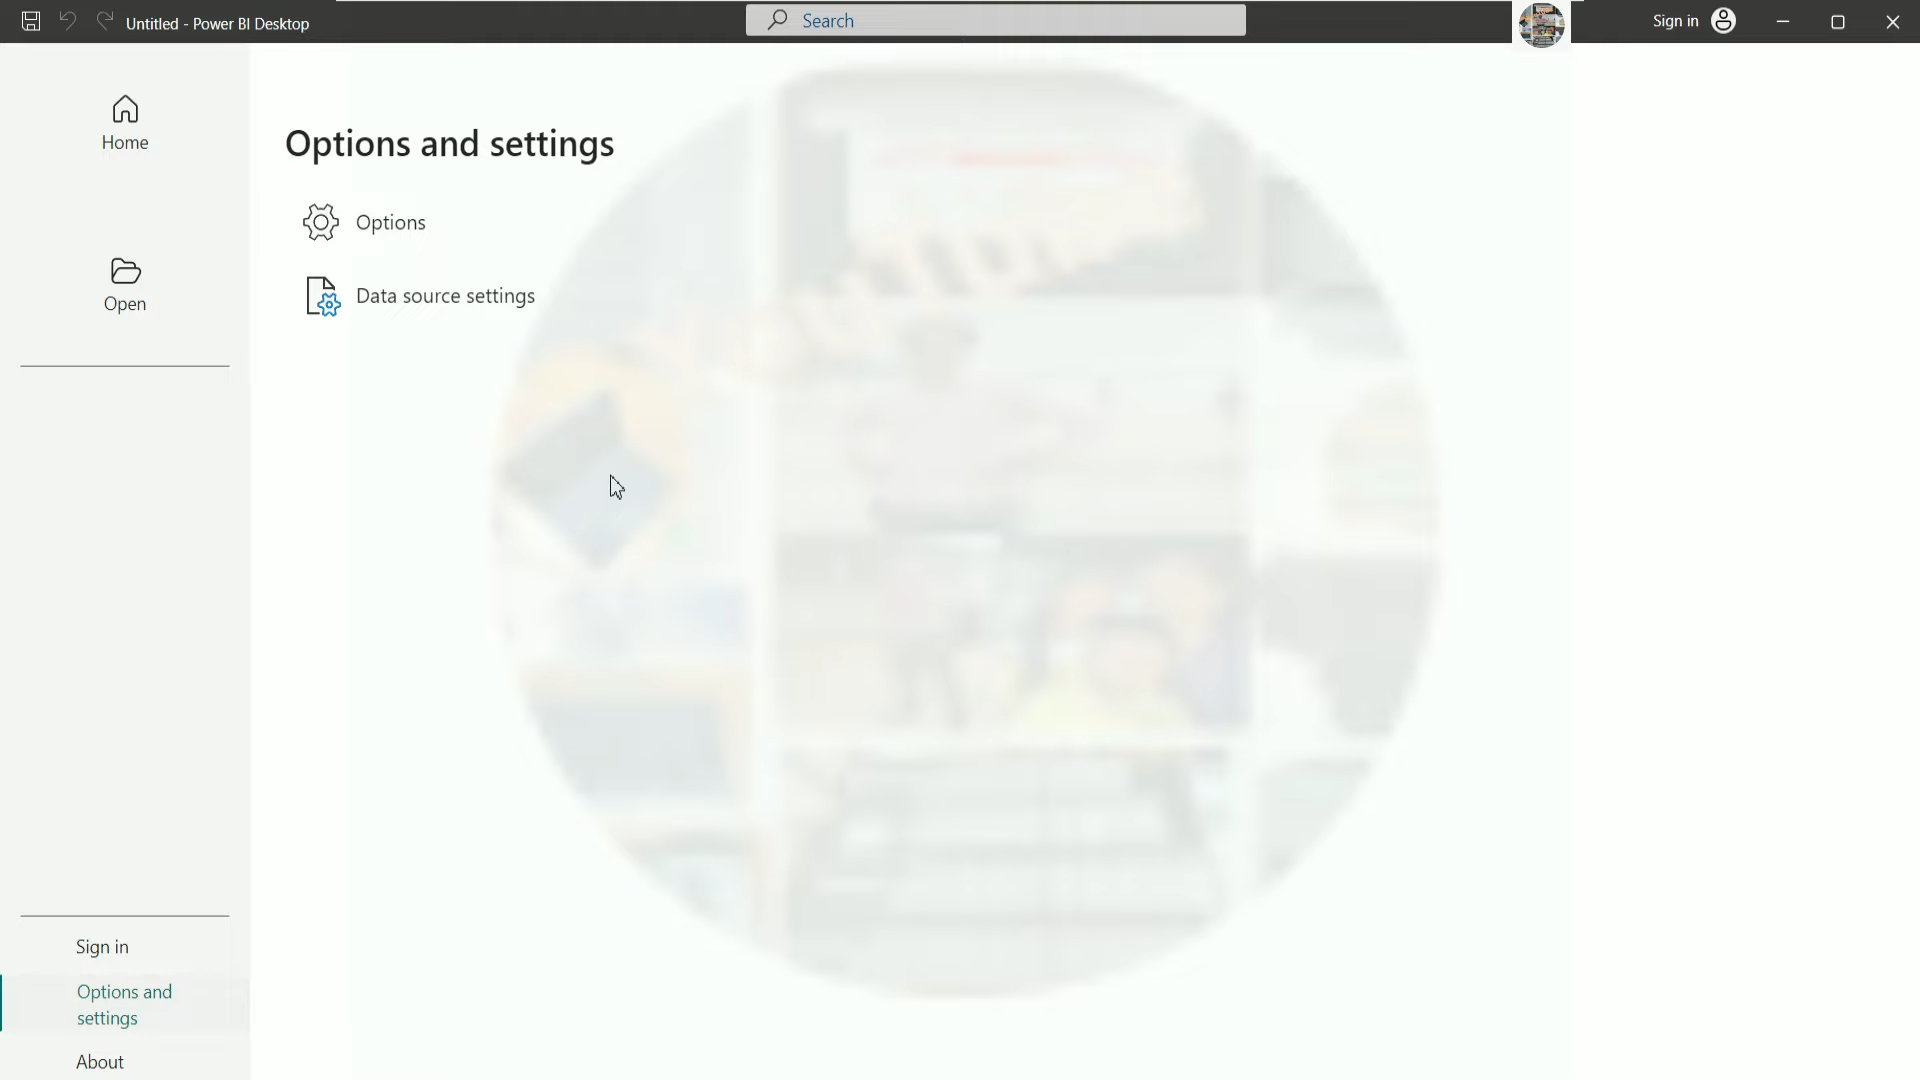 Untitled - Power BI Desktop
Search
Sign in
Home
Open
Options and settings
Options
Data source settings
Sign in
Options and
settings
About